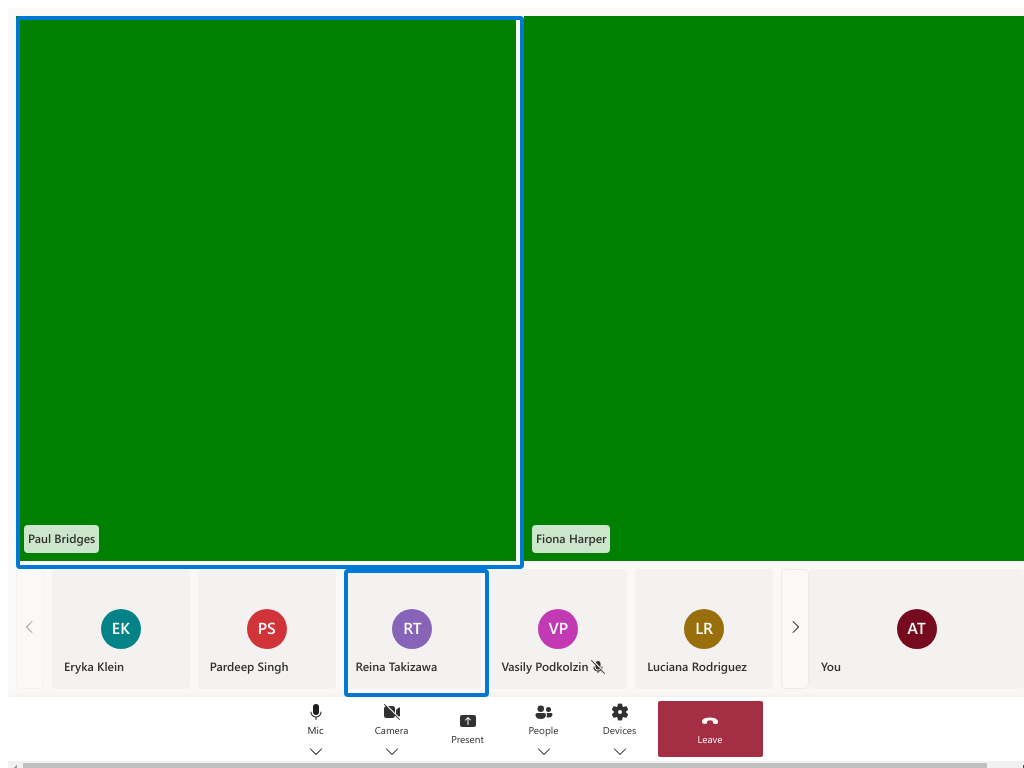 Paul Bridges
Fiona Harper
EK
PS
RT
VP
LR
AT
Eryka Klein
Pardeep Singh
Reina Takizawa
Vasily Podkolzin
Luciana Rodriguez
You
Mic
Camera
Present
People
Devices
Leave